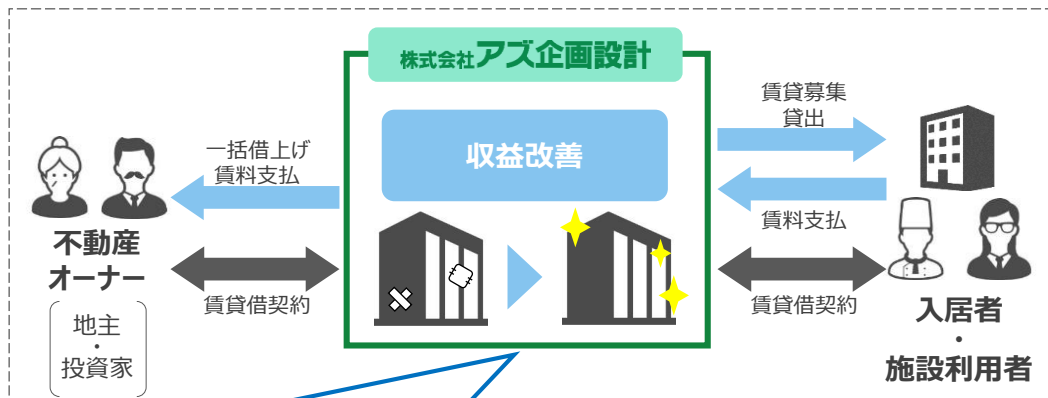 株式会社アズ企画設計
収益改善
一括借上げ
賃料支払
不動産
オーナー
賃貸借契約
地主
・
投資家
賃貸募集
貸出
賃料支払
賃貸借契約
入居者
・
施設利用者